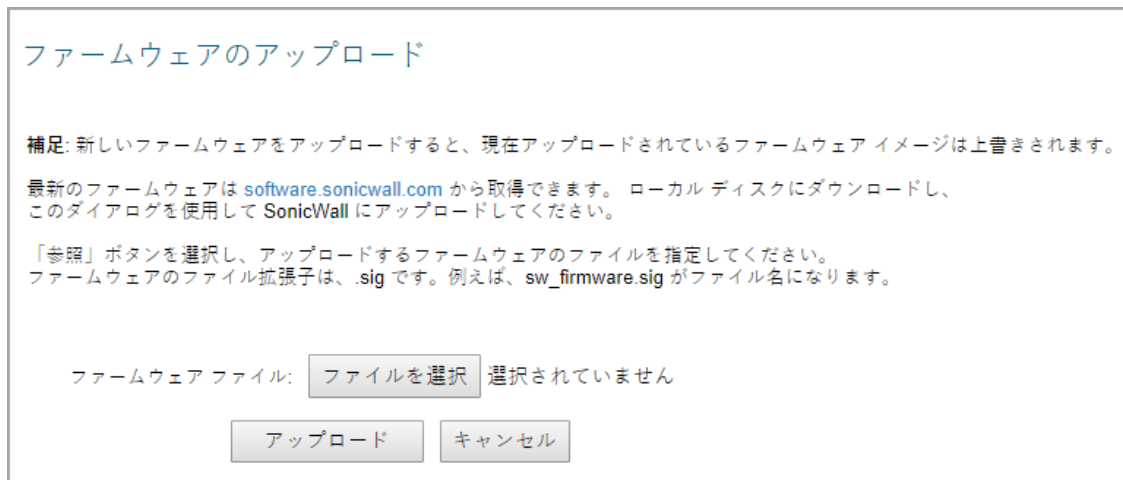 ファームウェアのアップロード
補足: 新しいファームウェアをアップロードすると、現在アップロードされているファームウェア イメージは上書きされます。
最新のファームウェアは software.sonicwall.com から取得できます。 ローカル ディスクにダウンロードし、
このダイアログを使用して SonicWall にアップロードしてください。
「参照」ボタンを選択し、アップロードするファームウェアのファイルを指定してください。
ファームウェアのファイル拡張子は、.sig です。例えば、sw_firmware.sig がファイル名になります。
ファームウェア ファイル: ファイルを選択 選択されていません
アップロード キャンセル